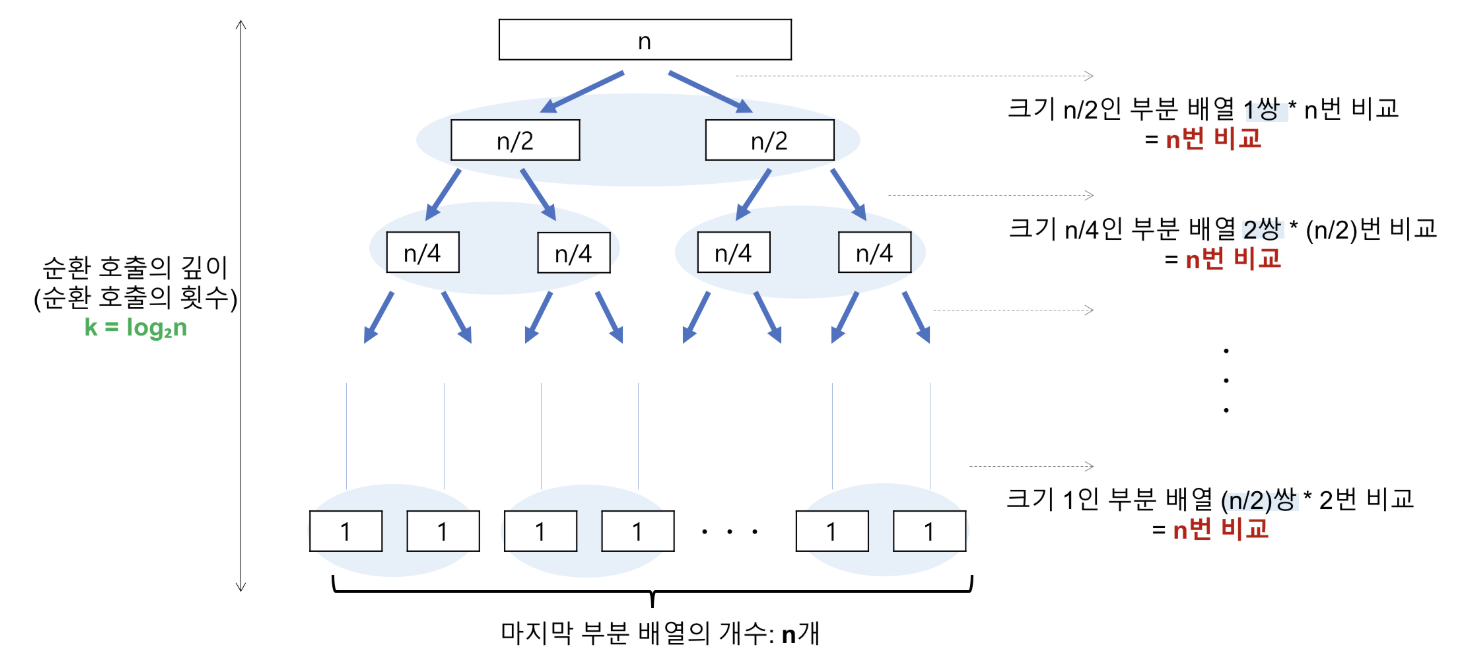 n
크기 n/2인 부분 배열 1쌍 * n번 비교
= n번 비교
n/2 n/2
크기 n/4인 부분 배열 2쌍 * (n/2)번 비교
= n번 비교
n/4 n/4 n/4 n/4
순환 호출의 깊이
(순환 호출의 횟수)
k = log₂n
크기 1인 부분 배열 (n/2)쌍 * 2번 비교
= n번 비교
1 1 1 1 · · · 1 1
마지막 부분 배열의 개수: n개